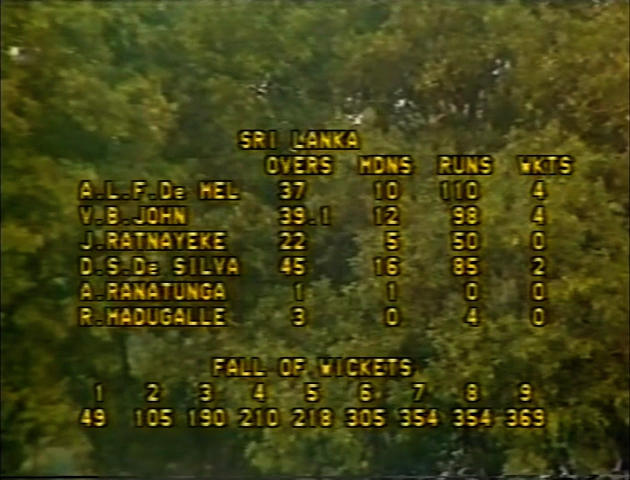 SRI LANKA
OVERS MDNS RUNS WKTS
A.L.F.De MEL 37 10 110 4
V.B.JOHN 39.1 12 98 4
J.RATNAYEKE 22 5 50 0
D.S.De SILVA 45 16 85 2
A.RANATUNGA 1 1 0 0
R.MADUGALLE 3 0 4 0
FALL OF WICKETS
1 2 3 4 5 6 7 8 9
49 105 190 210 218 305 354 354 369